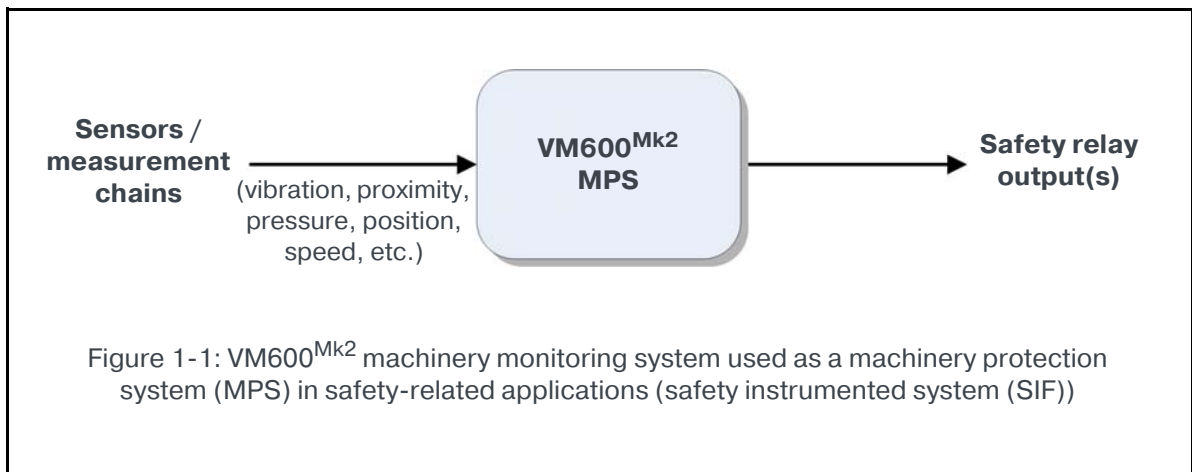 Sensors /
measurement
chains
(vibration, proximity,
pressure, position,
speed, etc.)
VM600Mk2
MPS
Safety relay
output(s)
Figure 1-1: VM600Mk2 machinery monitoring system used as a machinery protection
system (MPS) in safety-related applications (safety instrumented system (SIF))